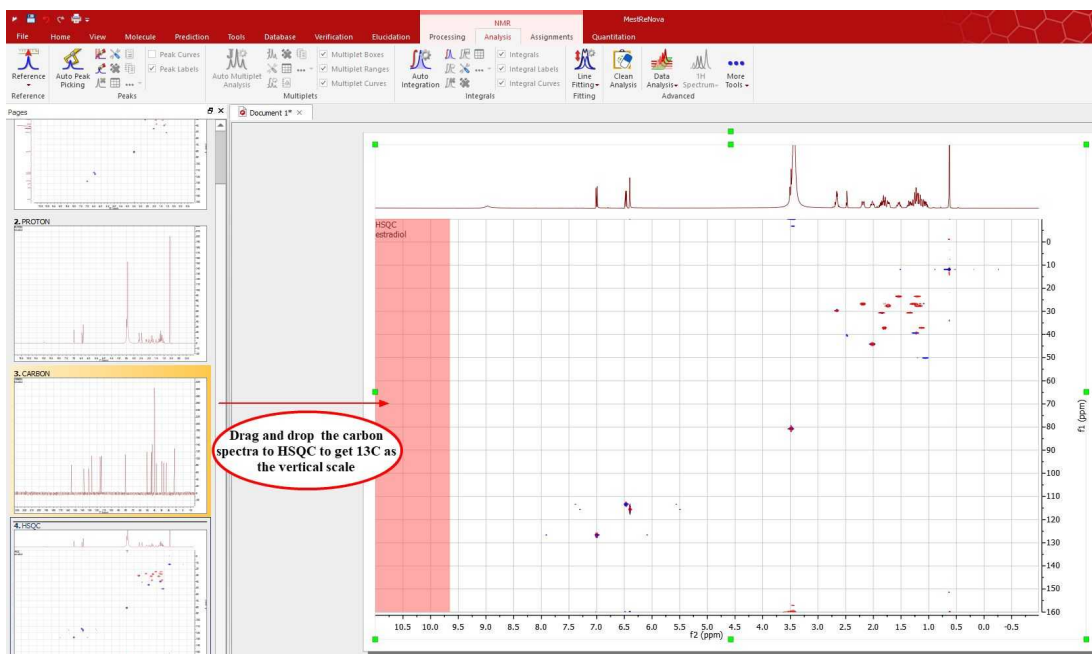 NMR
MestReNova
File Home View Molecule Prediction Tools Database Verification Elucidation Processing Analysis Assignments Quantitation
Reference
Auto Peak Picking
Peak Curves
Peak Labels
Auto Multiplet Analysis
Multiplet Boxes
Multiplet Ranges
Multiplet Curves
Auto Integration
Integrals
Integral Labels
Integral Curves
Line Fitting
Clean Analysis
Data Analysis
1H Spectrum
More Tools
Reference Peaks Multiplets Integrals Fitting Advanced
Pages
Document 1*
2. PROTON
3. CARBON
4. HSQC
Drag and drop the carbon
spectra to HSQC to get 13C as
the vertical scale
HSQC
estradiol
0
10
20
30
40
50
60
70
80
90
100
110
120
130
140
150
160
f1 (ppm)
10.5 10.0 9.5 9.0 8.5 8.0 7.5 7.0 6.5 6.0 5.5 5.0 4.5 4.0 3.5 3.0 2.5 2.0 1.5 1.0 0.5 0.0 -0.5
f2 (ppm)